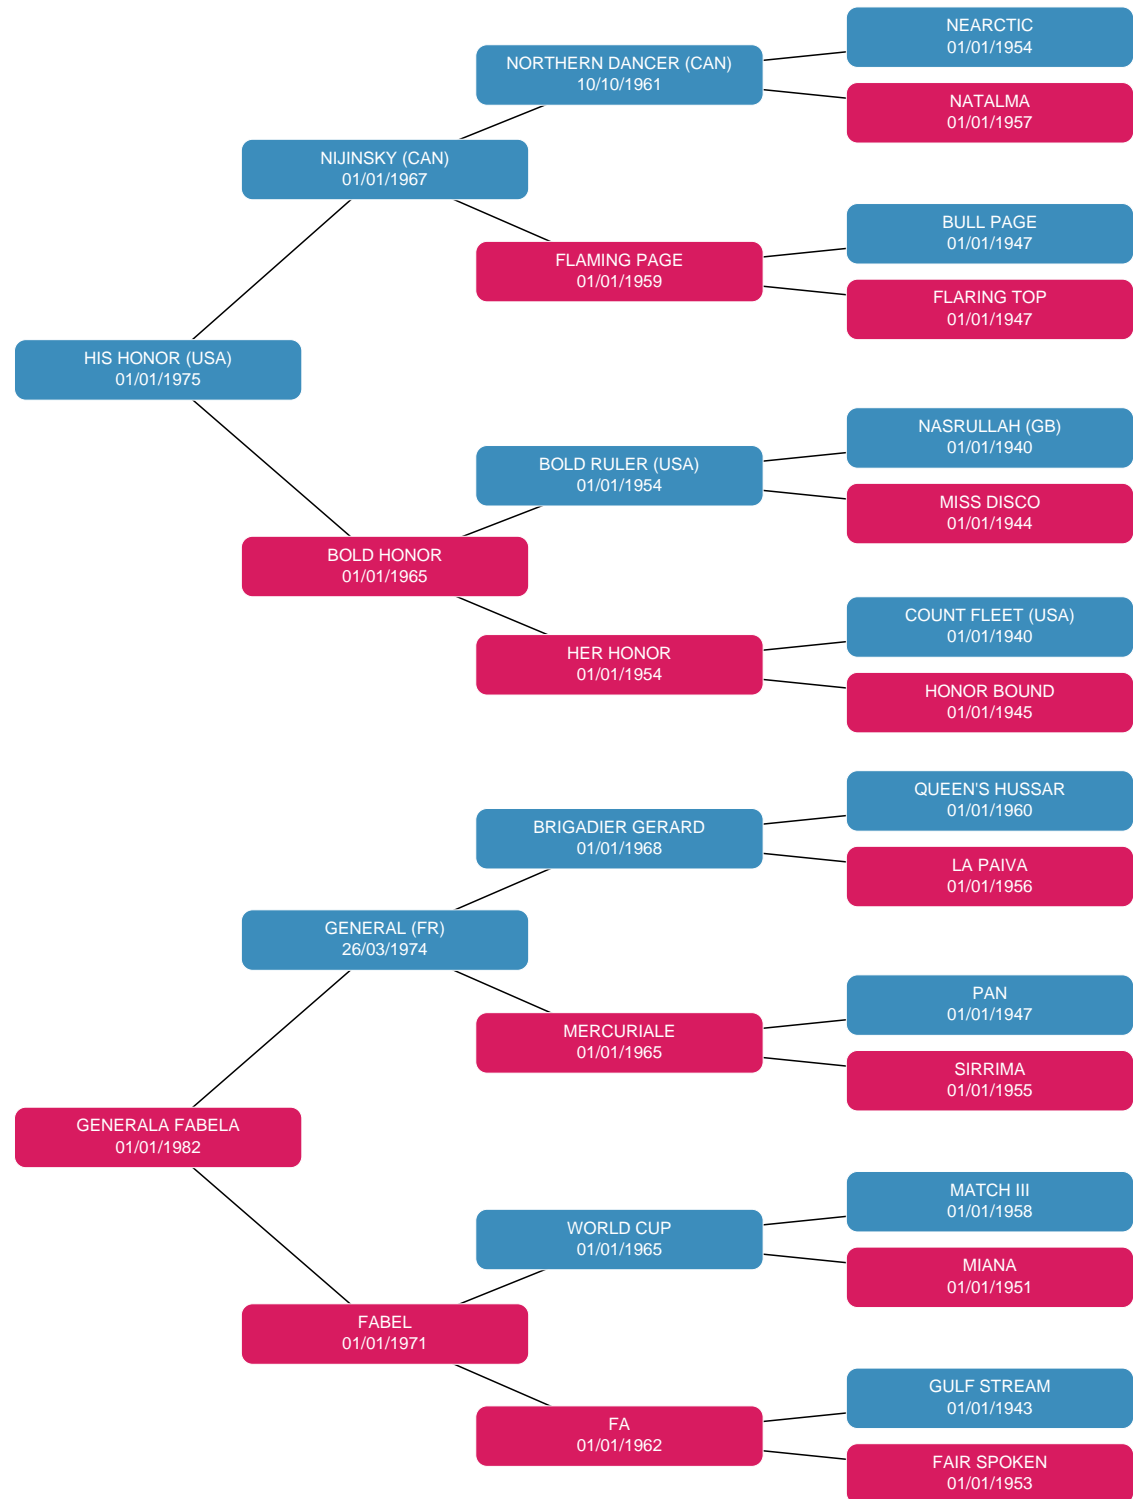 NEARCTIC
01/01/1954
NORTHERN DANCER (CAN)
10/10/1961
NATALMA
01/01/1957
NIJINSKY (CAN)
01/01/1967
BULL PAGE
01/01/1947
FLAMING PAGE
01/01/1959
FLARING TOP
01/01/1947
HIS HONOR (USA)
01/01/1975
NASRULLAH (GB)
01/01/1940
BOLD RULER (USA)
01/01/1954
MISS DISCO
01/01/1944
BOLD HONOR
01/01/1965
COUNT FLEET (USA)
01/01/1940
HER HONOR
01/01/1954
HONOR BOUND
01/01/1945
QUEEN'S HUSSAR
01/01/1960
BRIGADIER GERARD
01/01/1968
LA PAIVA
01/01/1956
GENERAL (FR)
26/03/1974
PAN
01/01/1947
MERCURIALE
01/01/1965
SIRRIMA
01/01/1955
GENERALA FABELA
01/01/1982
MATCH III
01/01/1958
WORLD CUP
01/01/1965
MIANA
01/01/1951
FABEL
01/01/1971
GULF STREAM
01/01/1943
FA
01/01/1962
FAIR SPOKEN
01/01/1953